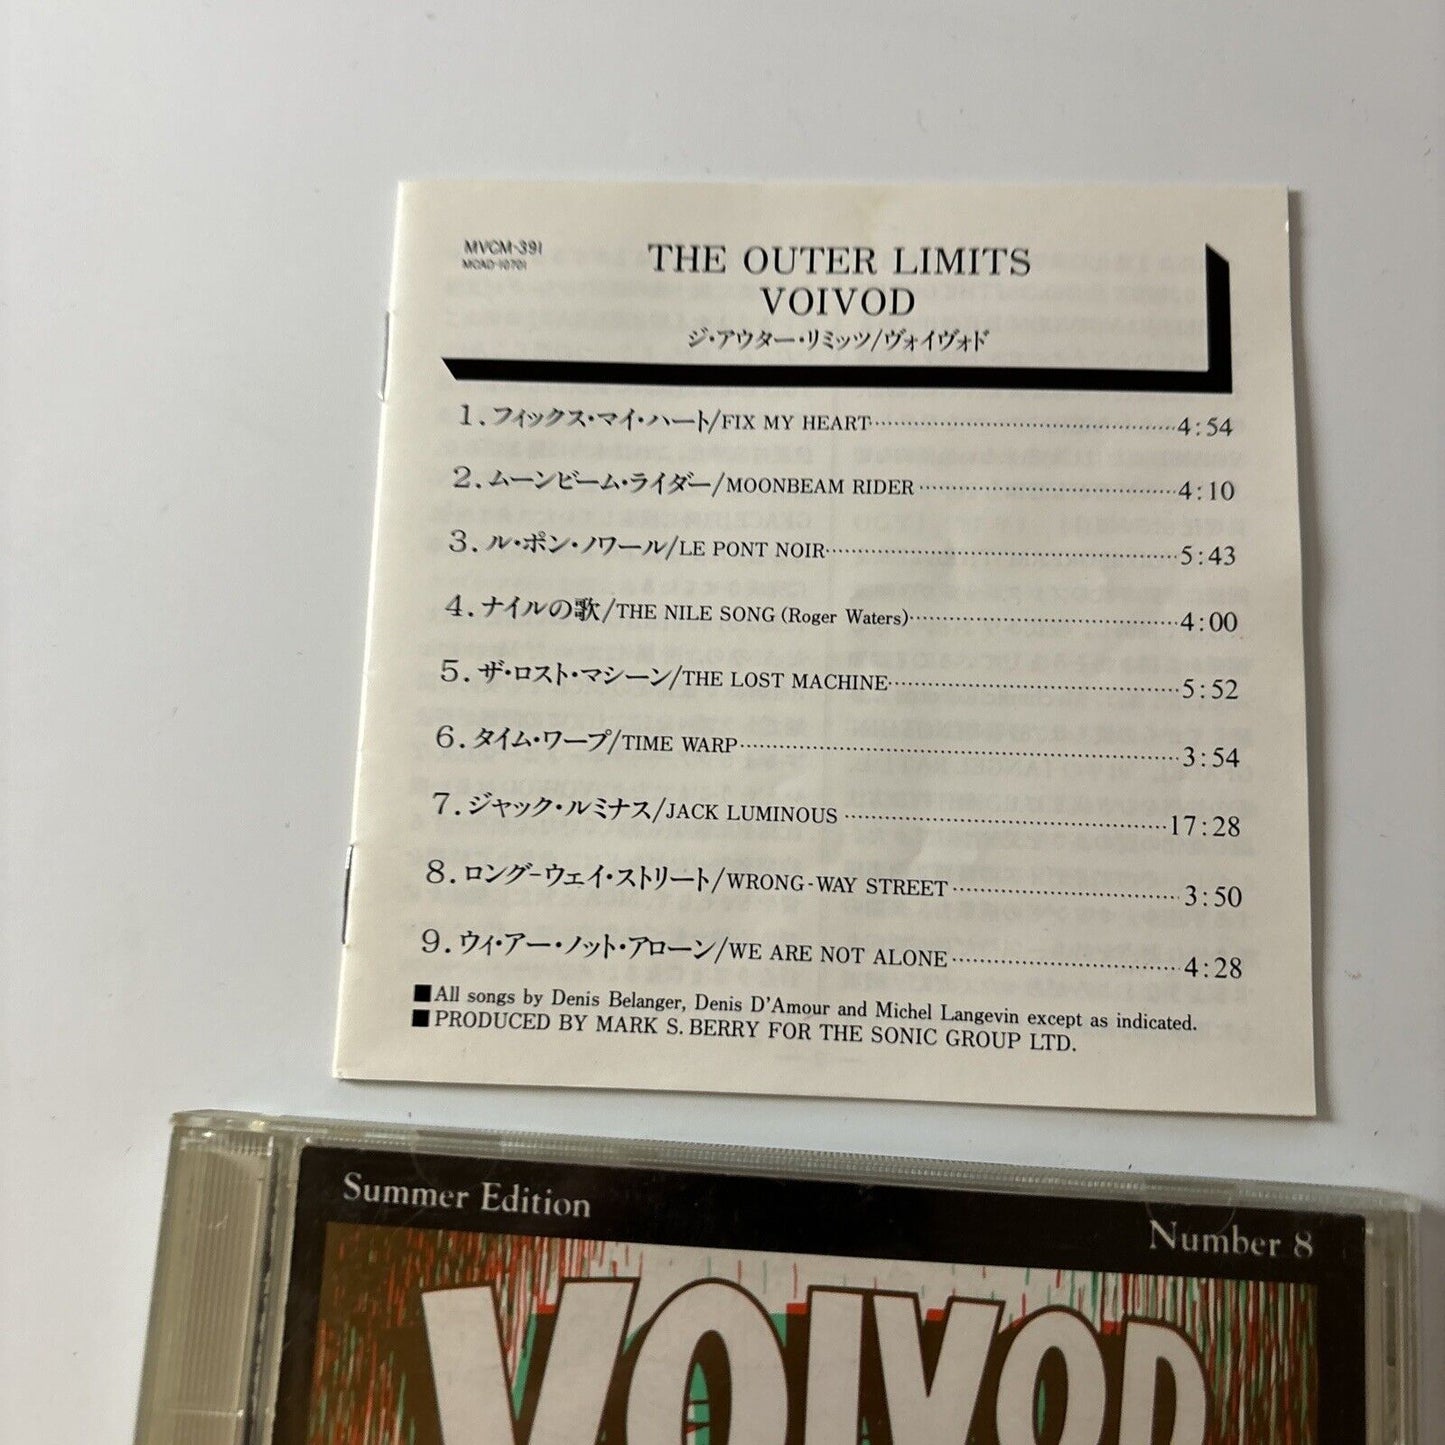 MVCM-391
MCAD-10701
THE OUTER LIMITS
VOIVOD
ジ・アウター・リミッツ/ヴォイヴォド
1.フィックス・マイ・ハート/FIX MY HEART 4:54
2.ムーンビーム・ライダー/MOONBEAM RIDER 4:10
3.ル・ポン・ノワール/LE PONT NOIR 5:43
4.ナイルの歌/THE NILE SONG (Roger Waters) 4:00
5.ザ・ロスト・マシーン/THE LOST MACHINE 5:52
6.タイム・ワープ/TIME WARP 3:54
7.ジャック・ルミナス/JACK LUMINOUS 17:28
8.ロング-ウェイ・ストリート/WRONG-WAY STREET 3:50
9.ウィ・アー・ノット・アローン/WE ARE NOT ALONE 4:28
■All songs by Denis Belanger, Denis D'Amour and Michel Langevin except as indicated.
■PRODUCED BY MARK S. BERRY FOR THE SONIC GROUP LTD.
Summer Edition
Number 8
VOIVOD